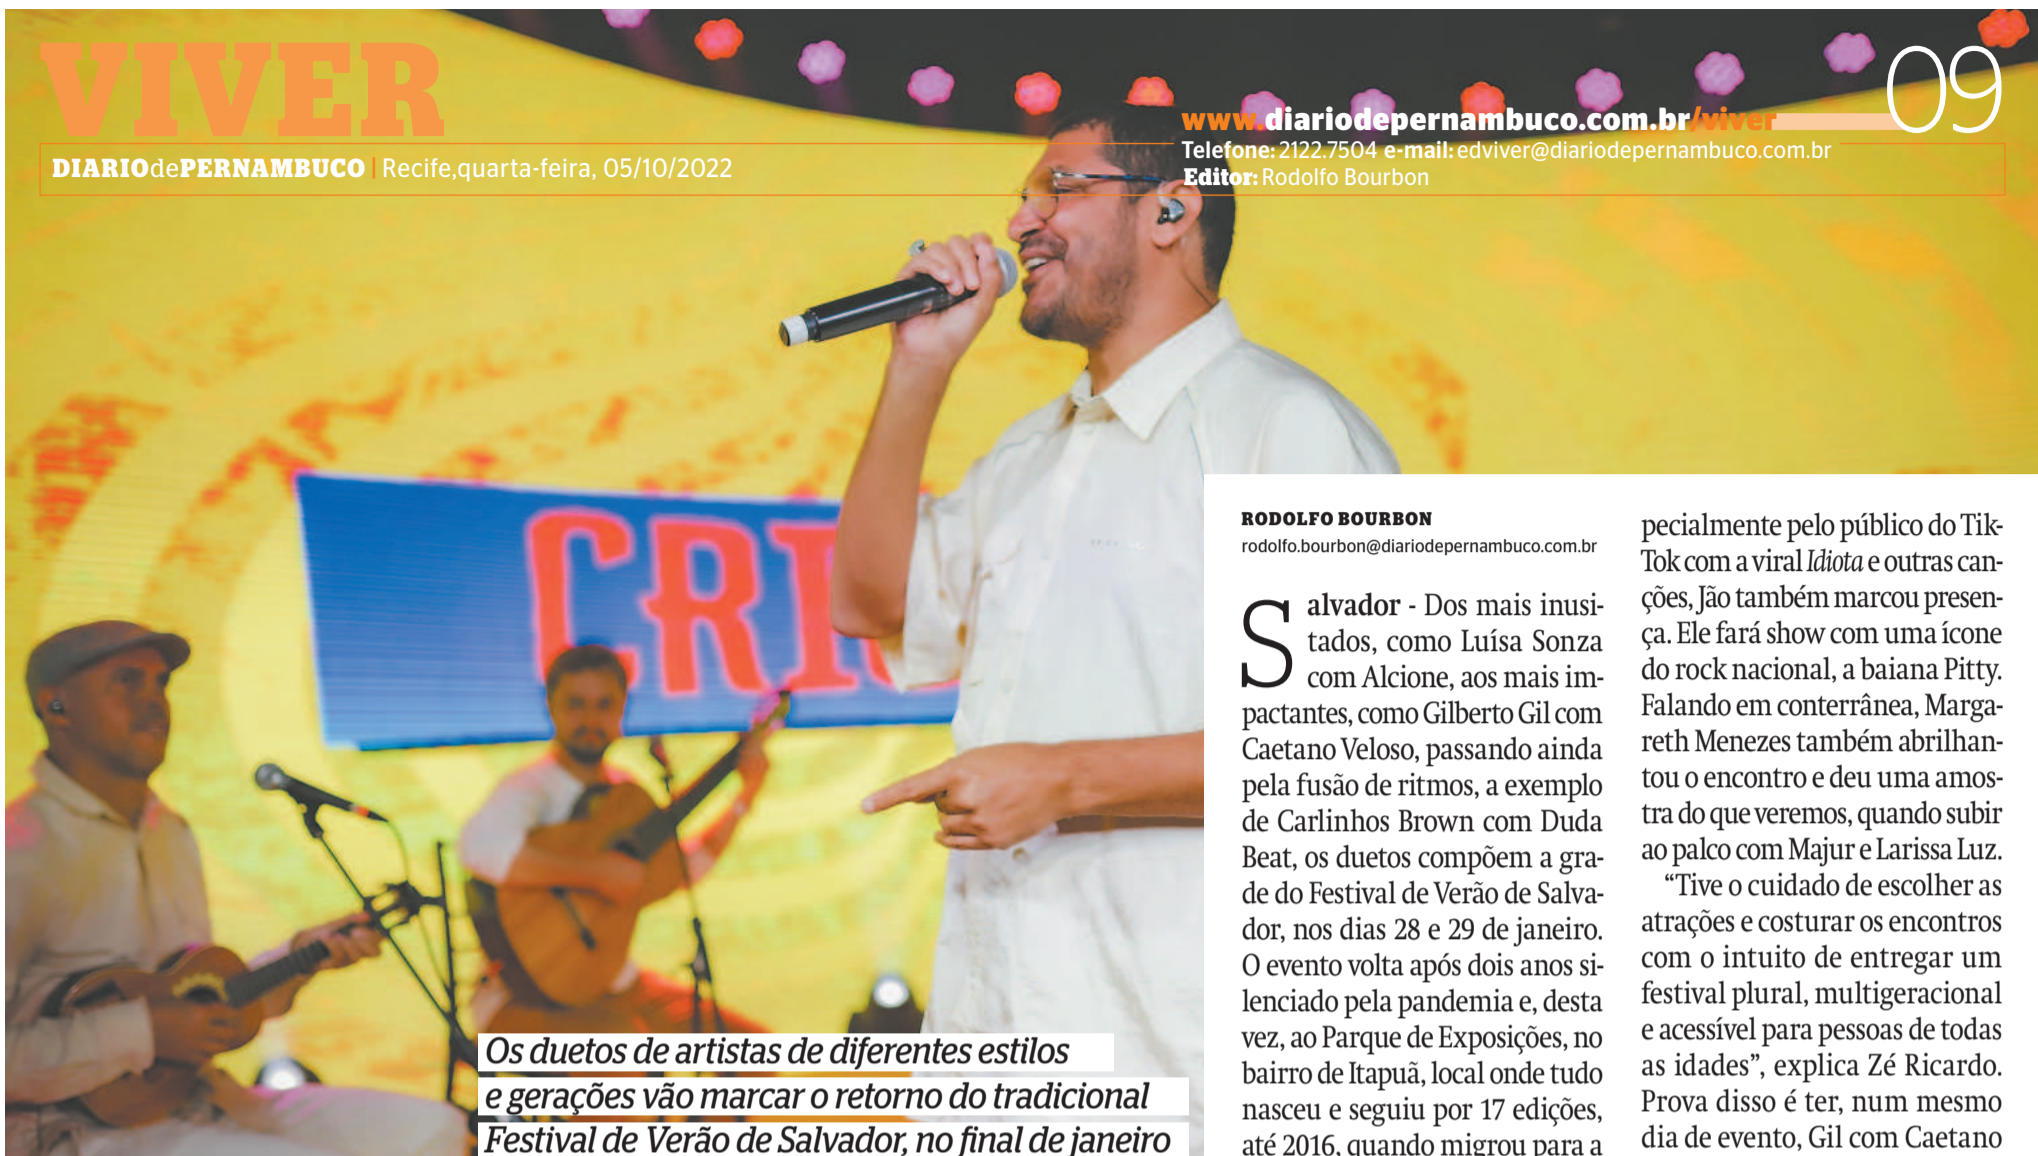 VIVER
09
www.diariodepernambuco.com.br/viver
DIARIOdePERNAMBUCO | Recife,quarta-feira, 05/10/2022
Telefone: 2122.7504 e-mail: edviver@diariodepernambuco.com.br
Editor: Rodolfo Bourbon
Os duetos de artistas de diferentes estilos
e gerações vão marcar o retorno do tradicional
Festival de Verão de Salvador, no final de janeiro
RODOLFO BOURBON
rodolfo.bourbon@diariodepernambuco.com.br
Salvador - Dos mais inusi-
tados, como Luísa Sonza
com Alcione, aos mais im-
pactantes, como Gilberto Gil com
Caetano Veloso, passando ainda
pela fusão de ritmos, a exemplo
de Carlinhos Brown com Duda
Beat, os duetos compõem a gra-
de do Festival de Verão de Salva-
dor, nos dias 28 e 29 de janeiro.
O evento volta após dois anos si-
lenciado pela pandemia e, desta
vez, ao Parque de Exposições, no
bairro de Itapuã, local onde tudo
nasceu e seguiu por 17 edições,
até 2016, quando migrou para a
pecialmente pelo público do Tik-
Tok com a viral Idiota e outras can-
ções, Jão também marcou presen-
ça. Ele fará show com uma ícone
do rock nacional, a baiana Pitty.
Falando em conterrânea, Marga-
reth Menezes também abrilhan-
tou o encontro e deu uma amos-
tra do que veremos, quando subir
ao palco com Majur e Larissa Luz.
"Tive o cuidado de escolher as
atrações e costurar os encontros
com o intuito de entregar um
festival plural, multigeracional
e acessível para pessoas de todas
as idades", explica Zé Ricardo.
Prova disso é ter, num mesmo
dia de evento, Gil com Caetano